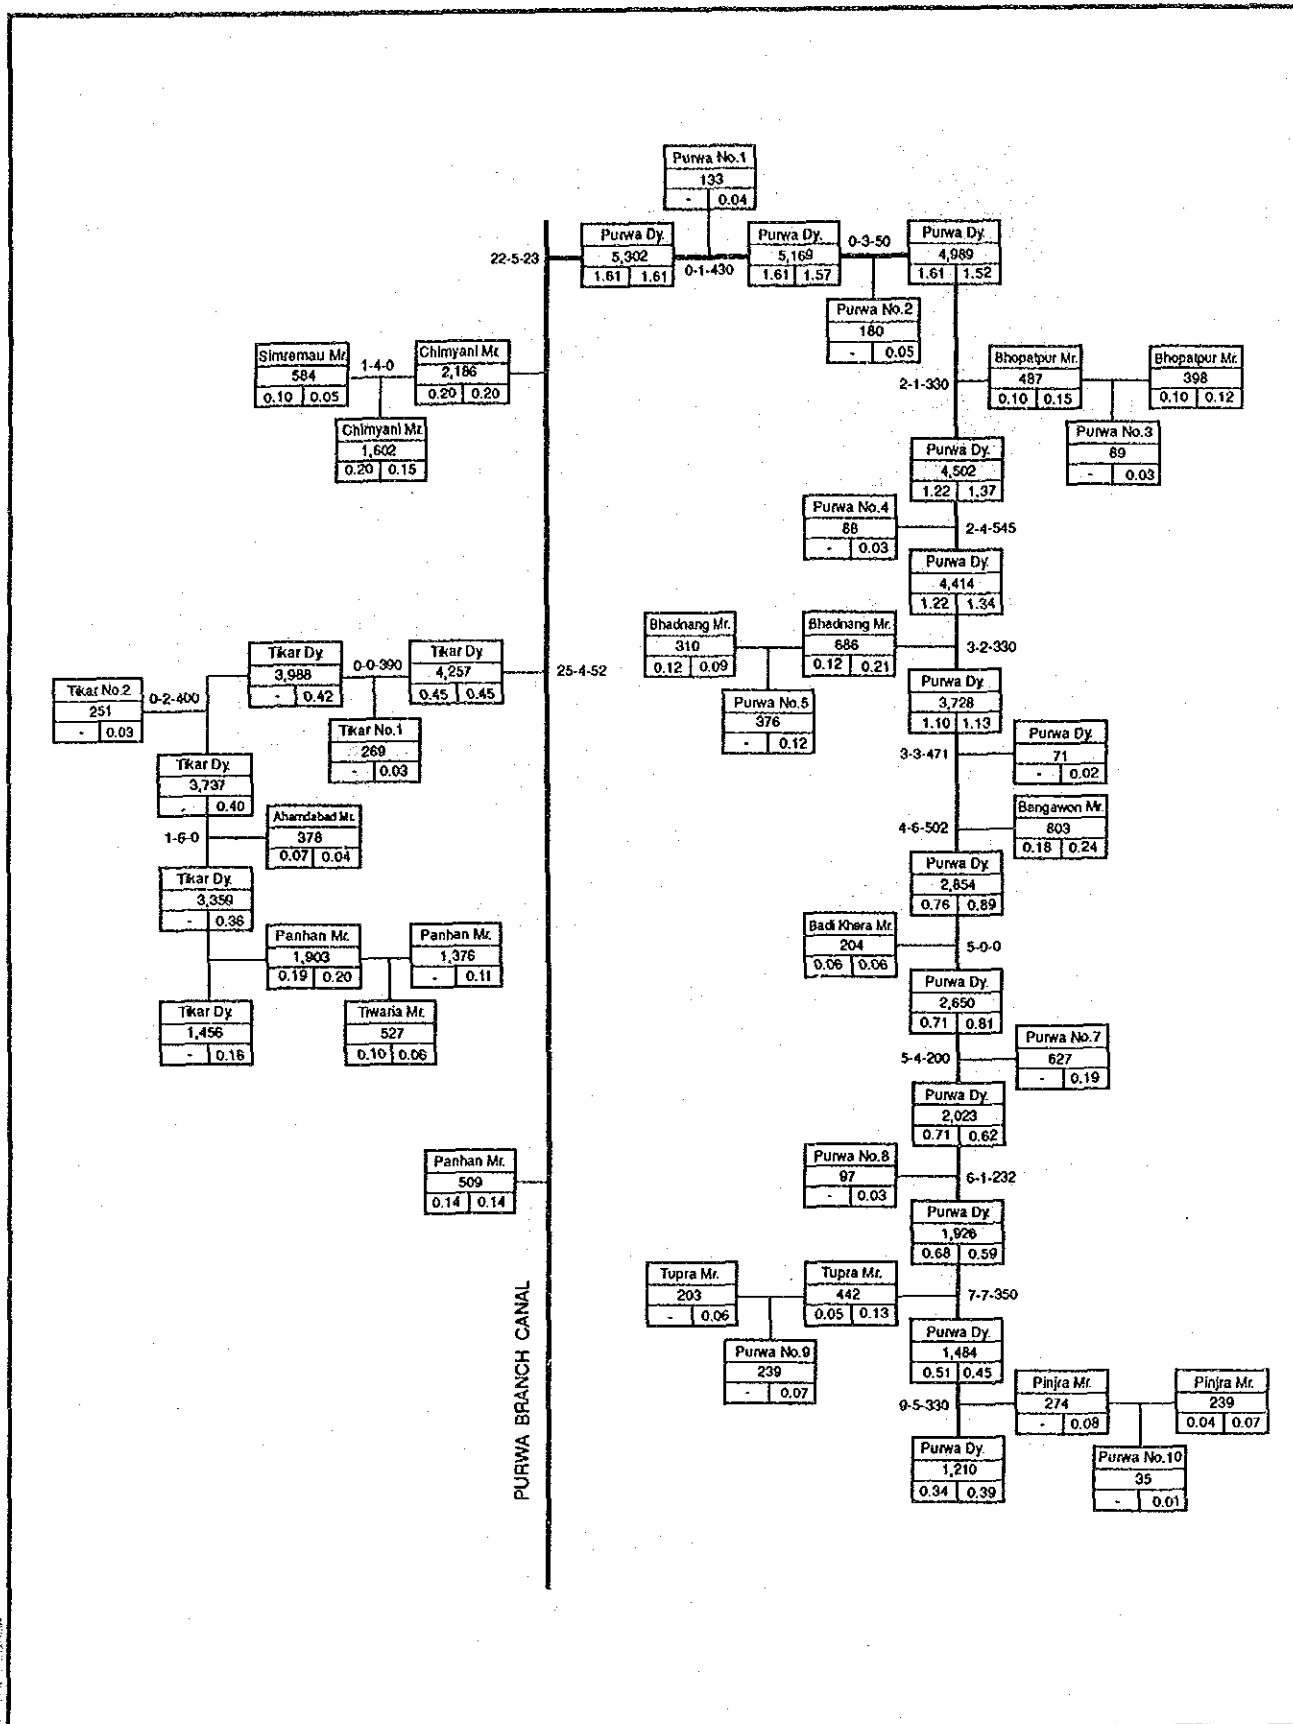 Purwa No.1
133
- 0.04
22-5-23
Purwa Dy.
5,302
1.61 1.61
0-1-430
Purwa Dy.
5,169
1.61 1.57
0-3-50
Purwa Dy.
4,989
1.61 1.52
Purwa No.2
180
- 0.05
Simremau Mr.
584
0.10 0.05
1-4-0
Chimyani Mr.
2,186
0.20 0.20
Chimyani Mr.
1,602
0.20 0.15
2-1-330
Bhopatpur Mr.
487
0.10 0.15
Bhopatpur Mr.
398
0.10 0.12
Purwa No.3
89
- 0.03
Purwa Dy.
4,502
1.22 1.37
Purwa No.4
88
- 0.03
2-4-545
Purwa Dy.
4,414
1.22 1.34
Bhadnang Mr.
310
0.12 0.09
Bhadnang Mr.
686
0.12 0.21
3-2-330
Purwa No.5
376
- 0.12
Purwa Dy.
3,728
1.10 1.13
3-3-471
Purwa Dy.
71
- 0.02
4-6-502
Bangawon Mr.
803
0.18 0.24
Purwa Dy.
2,854
0.76 0.89
Badi Khera Mr.
204
0.06 0.06
5-0-0
Purwa Dy.
2,650
0.71 0.81
5-4-200
Purwa No.7
627
- 0.19
Purwa Dy.
2,023
0.71 0.62
Purwa No.8
97
- 0.03
6-1-232
Purwa Dy.
1,926
0.68 0.59
Tupra Mr.
203
- 0.06
Tupra Mr.
442
0.05 0.13
7-7-350
Purwa No.9
239
- 0.07
Purwa Dy.
1,484
0.51 0.45
9-5-330
Pinjra Mr.
274
- 0.08
Pinjra Mr.
239
0.04 0.07
Purwa No.10
35
- 0.01
Purwa Dy.
1,210
0.34 0.39
25-4-52
Tikar Dy.
4,257
0.45 0.45
0-0-390
Tikar Dy.
3,988
- 0.42
Tikar No.1
269
- 0.03
0-2-400
Tikar No.2
251
- 0.03
Tikar Dy.
3,737
- 0.40
1-6-0
Ahamdabad Mr.
378
0.07 0.04
Tikar Dy.
3,359
- 0.36
Panhan Mr.
1,903
0.19 0.20
Panhan Mr.
1,376
- 0.11
Tiwaria Mr.
527
0.10 0.06
Tikar Dy.
1,456
- 0.16
Panhan Mr.
509
0.14 0.14
PURWA BRANCH CANAL